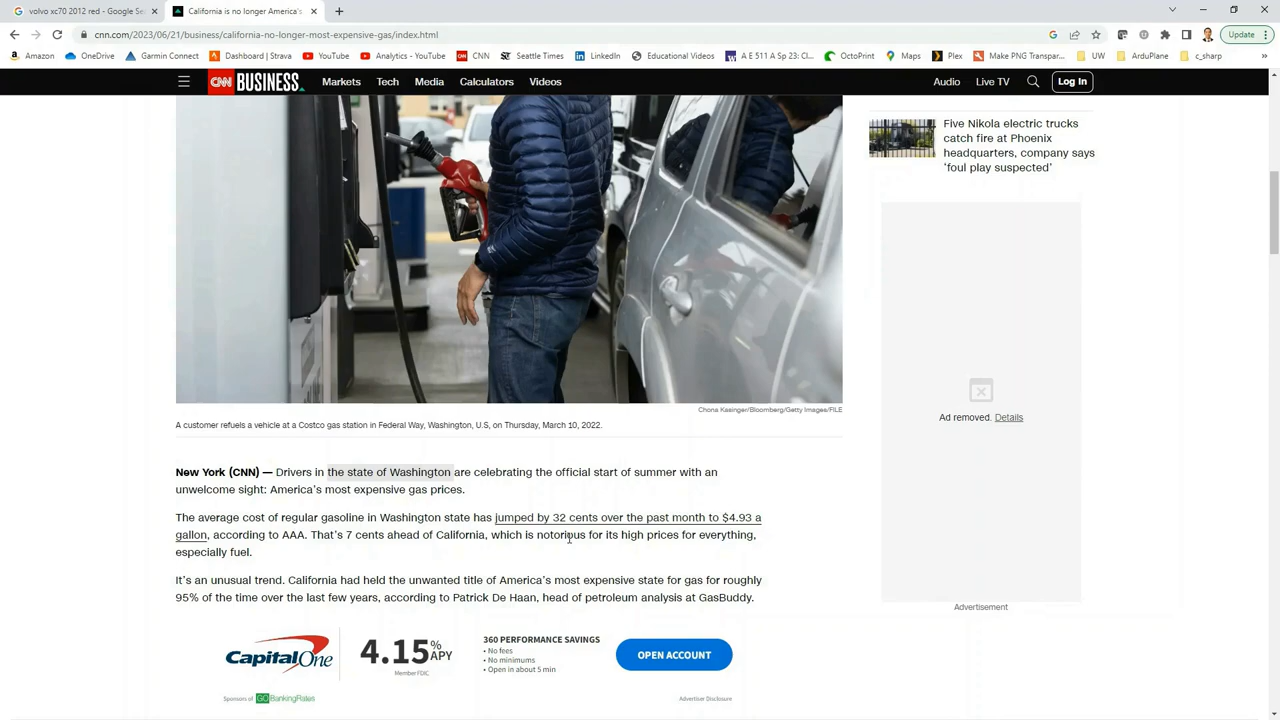 volvo xc70 2012 red - Google Se
California is no longer America's
cnn.com/2023/06/21/business/california-no-longer-most-expensive-gas/index.html
Update
Amazon
OneDrive
Garmin Connect
Dashboard | Strava
YouTube
Analytics - YouTube
CNN
Seattle Times
LinkedIn
Educational Videos
A E 511 A Sp 23: Cl...
OctoPrint
Maps
Plex
Make PNG Transpar...
UW
ArduPlane
c_sharp
CNN BUSINESS
Markets
Tech
Media
Calculators
Videos
Audio
Live TV
Log In
Five Nikola electric trucks
catch fire at Phoenix
headquarters, company says
‘foul play suspected’
Ad removed. Details
Advertisement
Chona Kasinger/Bloomberg/Getty Images/FILE
A customer refuels a vehicle at a Costco gas station in Federal Way, Washington, U.S, on Thursday, March 10, 2022.
New York (CNN) — Drivers in the state of Washington are celebrating the official start of summer with an
unwelcome sight: America’s most expensive gas prices.
The average cost of regular gasoline in Washington state has jumped by 32 cents over the past month to $4.93 a
gallon, according to AAA. That’s 7 cents ahead of California, which is notorious for its high prices for everything,
especially fuel.
It’s an unusual trend. California had held the unwanted title of America’s most expensive state for gas for roughly
95% of the time over the last few years, according to Patrick De Haan, head of petroleum analysis at GasBuddy.
Capital One
4.15% APY
Member FDIC
360 PERFORMANCE SAVINGS
• No fees
• No minimums
• Open in about 5 min
OPEN ACCOUNT
Sponsors of GOBankingRates
Advertiser Disclosure